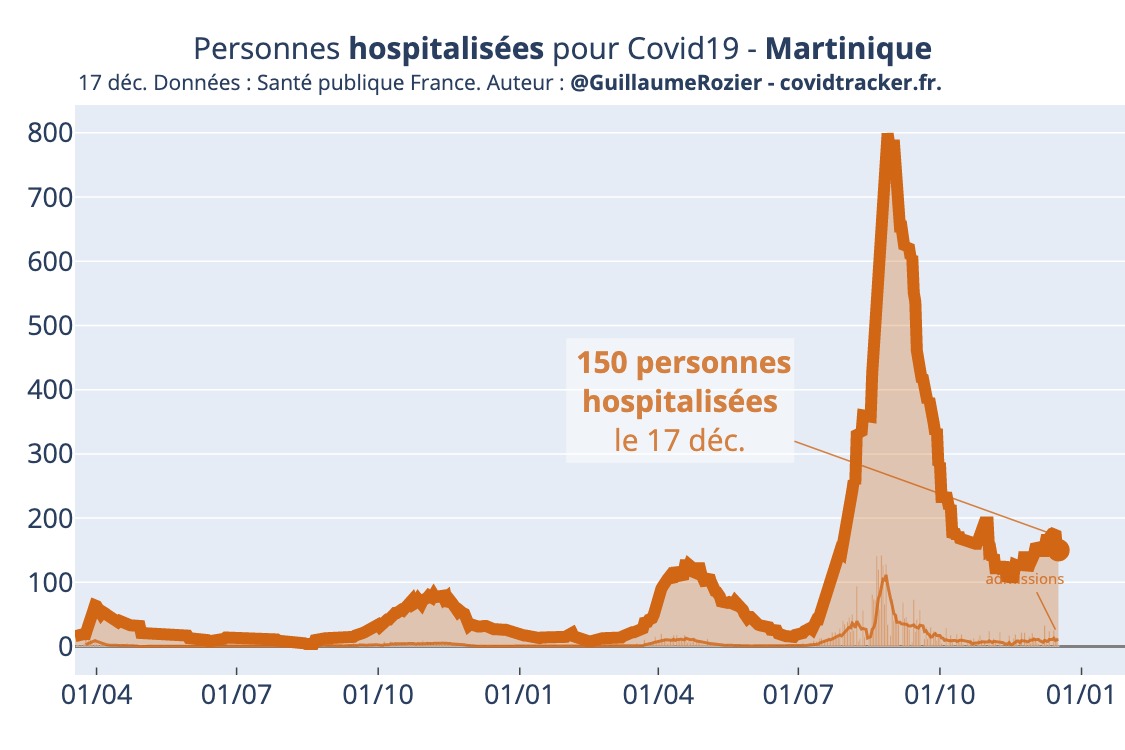 Personnes hospitalisées pour Covid19 - Martinique
17 déc. Données : Santé publique France. Auteur : @GuillaumeRozier - covidtracker.fr.
800
700
600
500
400
300
200
100
0
150 personnes
hospitalisées
le 17 déc.
admissions
01/04 01/07 01/10 01/01 01/04 01/07 01/10 01/01